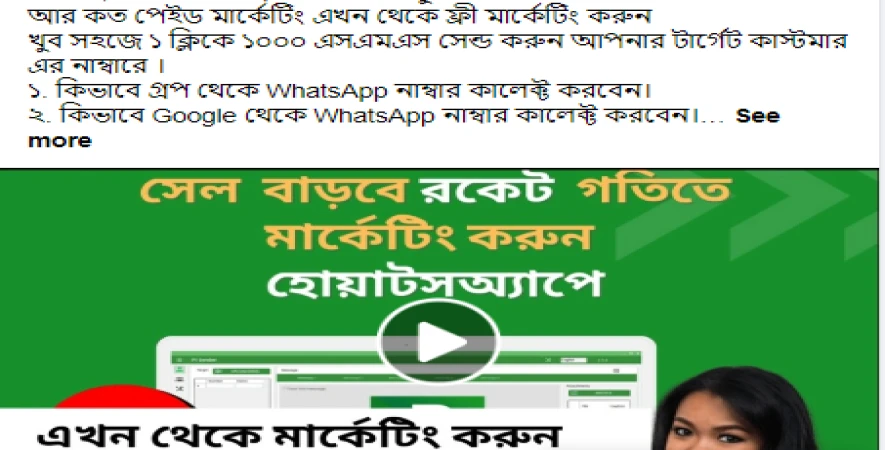 আর কত পেইড মার্কেটিং এখন থেকে ফ্রী মার্কেটিং করুন
খুব সহজে ১ ক্লিকে ১০০০ এসএমএস সেন্ড করুন আপনার টার্গেট কাস্টমার
এর নাম্বারে ।
১. কিভাবে গ্রপ থেকে WhatsApp নাম্বার কালেক্ট করবেন।
২. কিভাবে Google থেকে WhatsApp নাম্বার কালেক্ট করবেন।... See
more
সেল বাড়বে রকেট গতিতে
মার্কেটিং করুন
হোয়াটসঅ্যাপে
এখন থেকে মার্কেটিং করুন